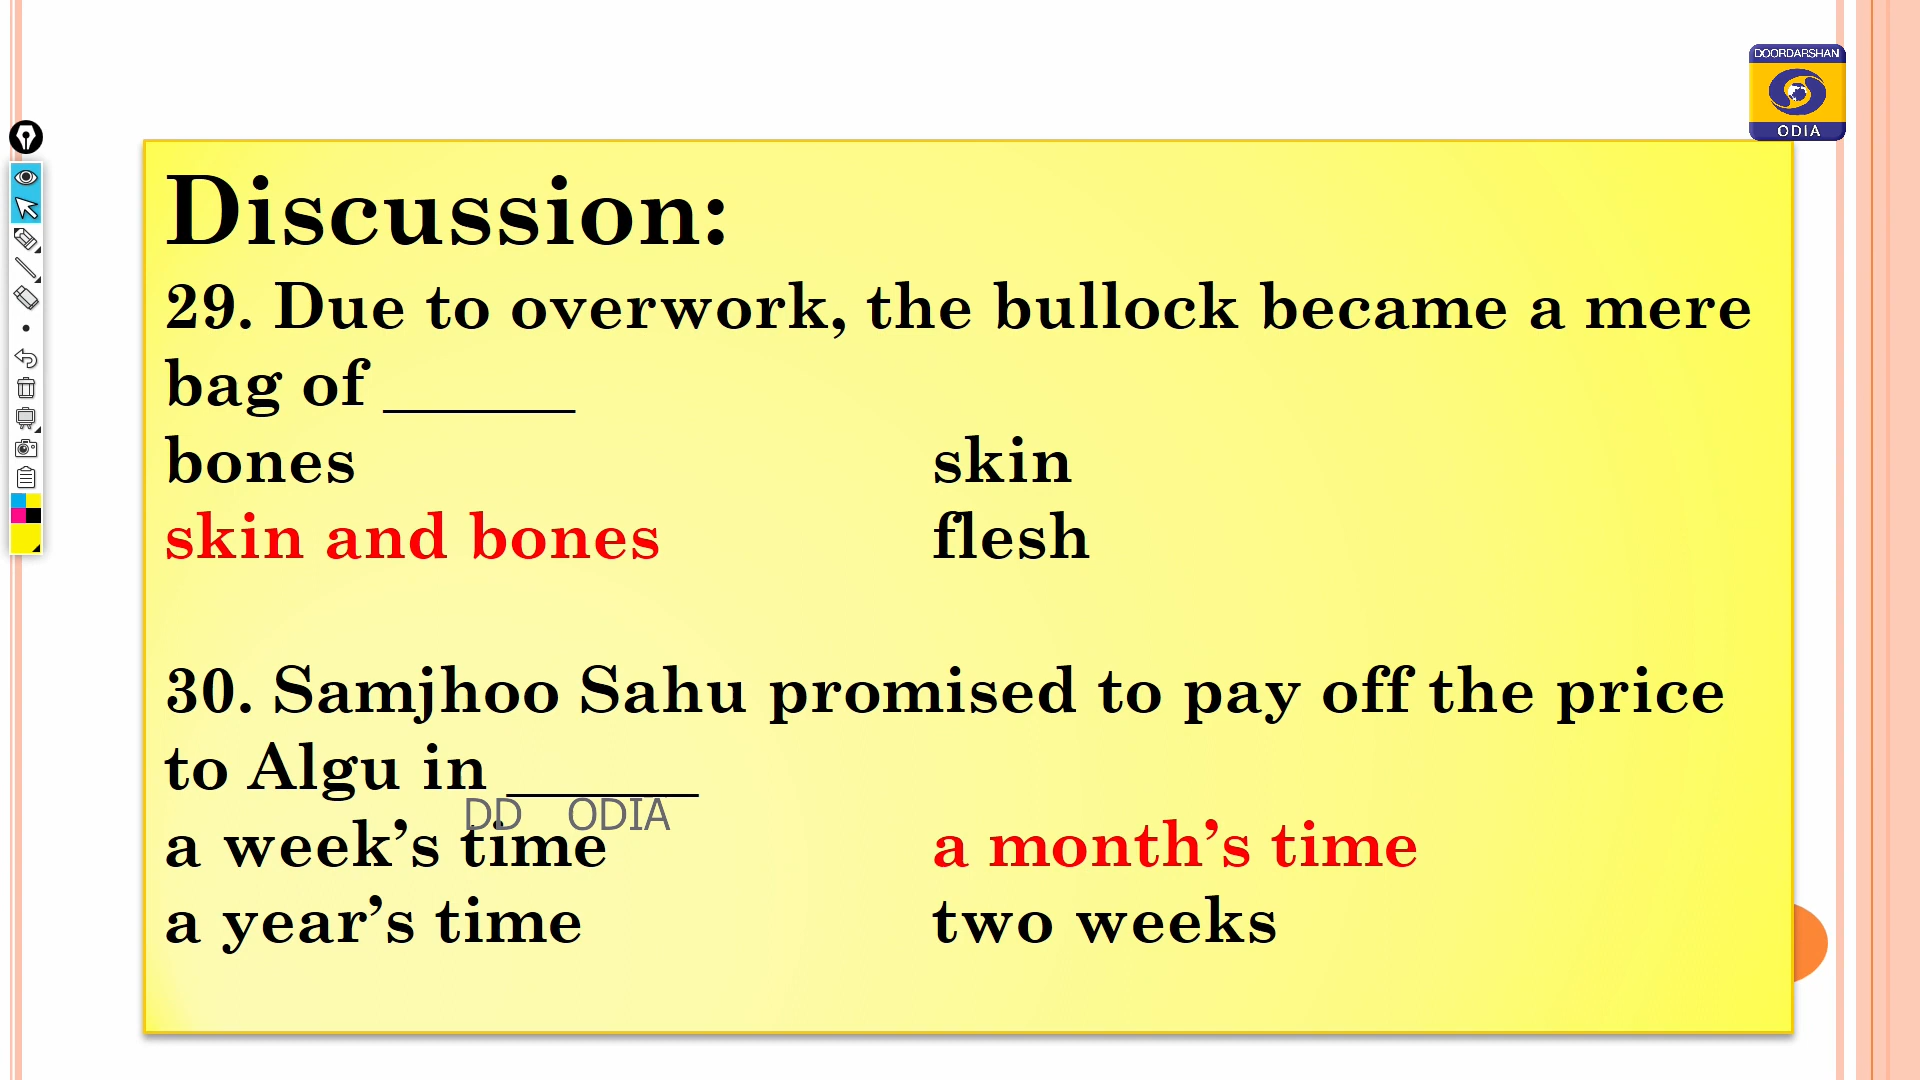 DOORDARSHAN
ODIA
Discussion:
29. Due to overwork, the bullock became a mere
bag of ______
bones skin
skin and bones flesh
30. Samjhoo Sahu promised to pay off the price
to Algu in ______
DD ODIA
a week’s time a month’s time
a year’s time two weeks